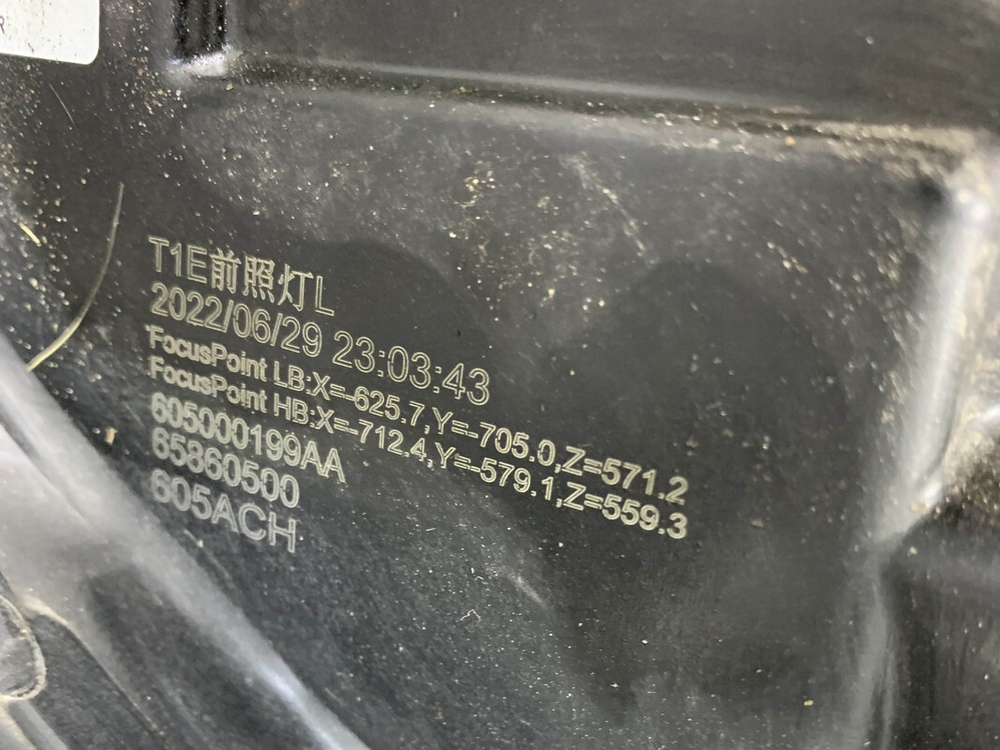 R
T1E前照灯L
2022/06/29 23:03:43
FocusPoint LB:X=-625.7,Y=-705.0,Z=571.2
FocusPoint HB:X=-712.4,Y=-579.1,Z=559.3
605000199AA
65860500
605ACH